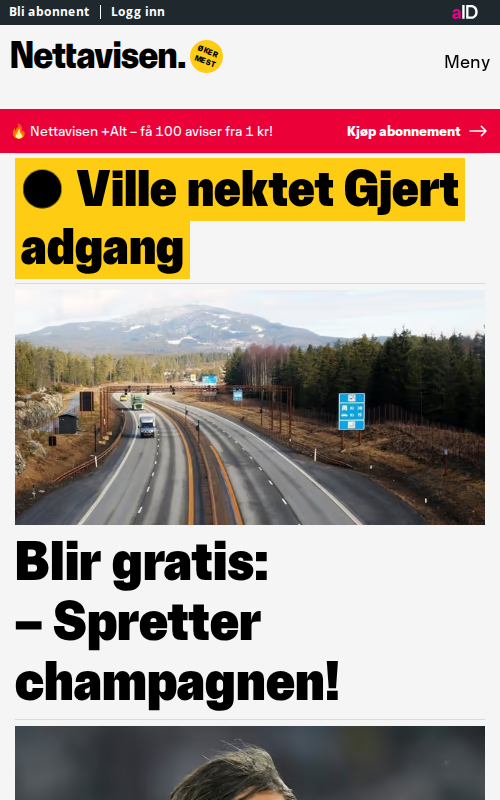 Bli abonnent | Logg inn
aID
Nettavisen.
ØKER
MEST
Meny
🔥 Nettavisen +Alt – få 100 aviser fra 1 kr!
Kjøp abonnement →
Ville nektet Gjert
adgang
Blir gratis:
– Spretter
champagnen!